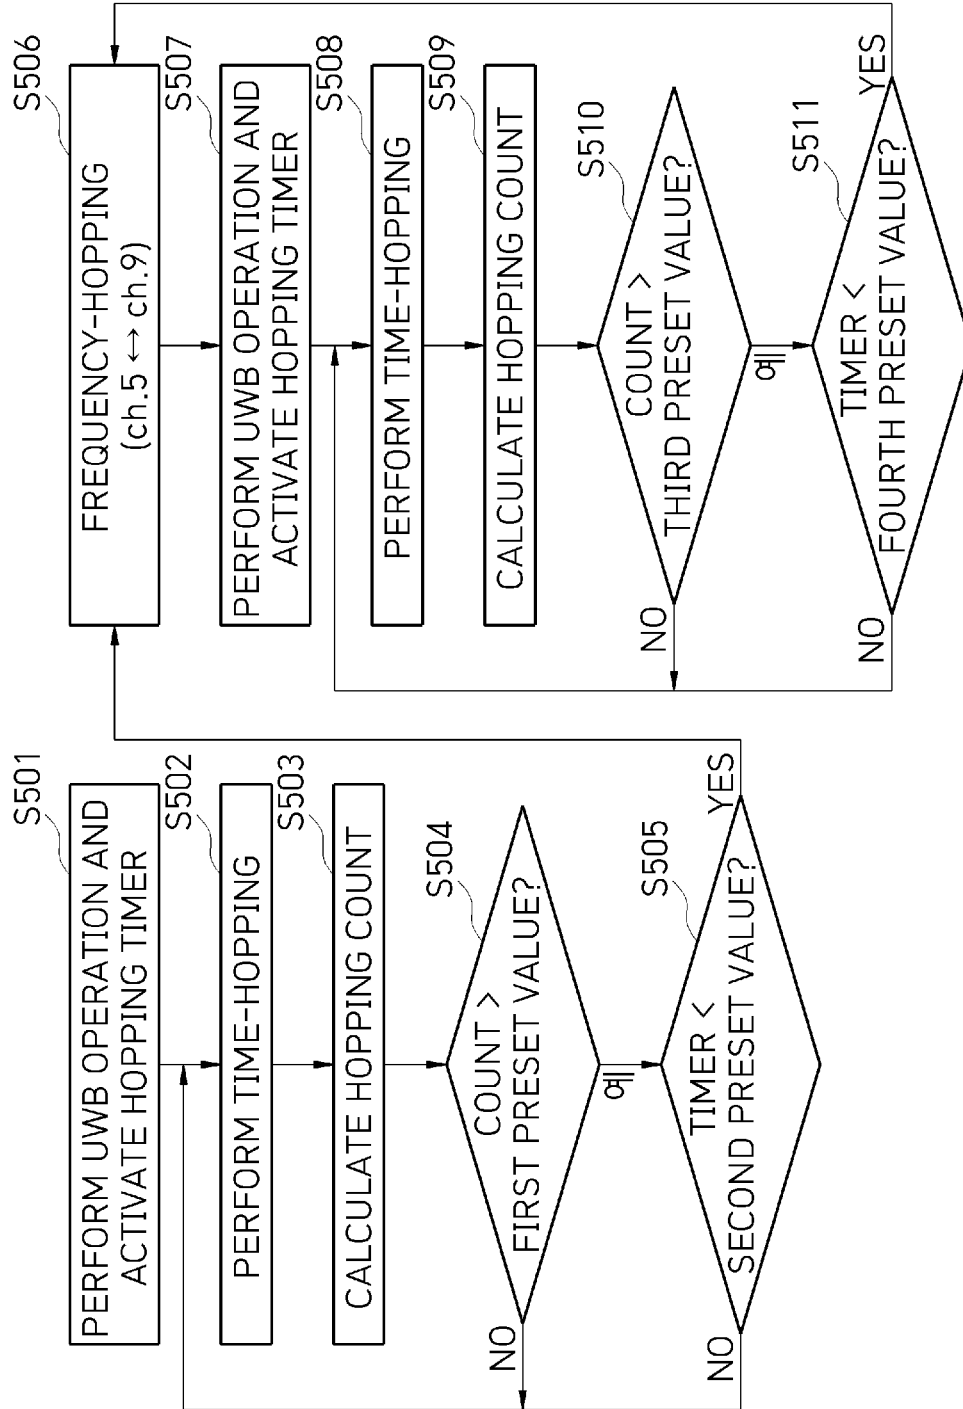 S501
PERFORM UWB OPERATION AND
ACTIVATE HOPPING TIMER
S502
PERFORM TIME-HOPPING
S503
CALCULATE HOPPING COUNT
S504
COUNT >
FIRST PRESET VALUE?
NO
예
S505
TIMER <
SECOND PRESET VALUE?
NO
YES
S506
FREQUENCY-HOPPING
(ch.5 ↔ ch.9)
S507
PERFORM UWB OPERATION AND
ACTIVATE HOPPING TIMER
S508
PERFORM TIME-HOPPING
S509
CALCULATE HOPPING COUNT
S510
COUNT >
THIRD PRESET VALUE?
NO
예
S511
TIMER <
FOURTH PRESET VALUE?
NO
YES